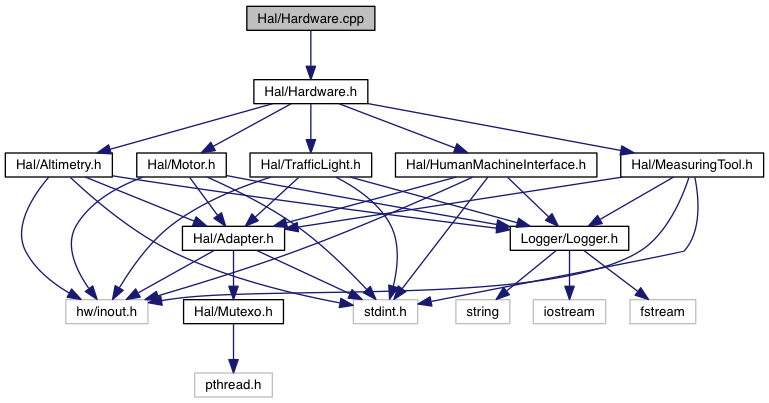 Hal/Hardware.cpp
Hal/Hardware.h
Hal/Altimetry.h
Hal/Motor.h
Hal/TrafficLight.h
Hal/HumanMachineInterface.h
Hal/MeasuringTool.h
Hal/Adapter.h
Logger/Logger.h
hw/inout.h
Hal/Mutexo.h
stdint.h
string
iostream
fstream
pthread.h